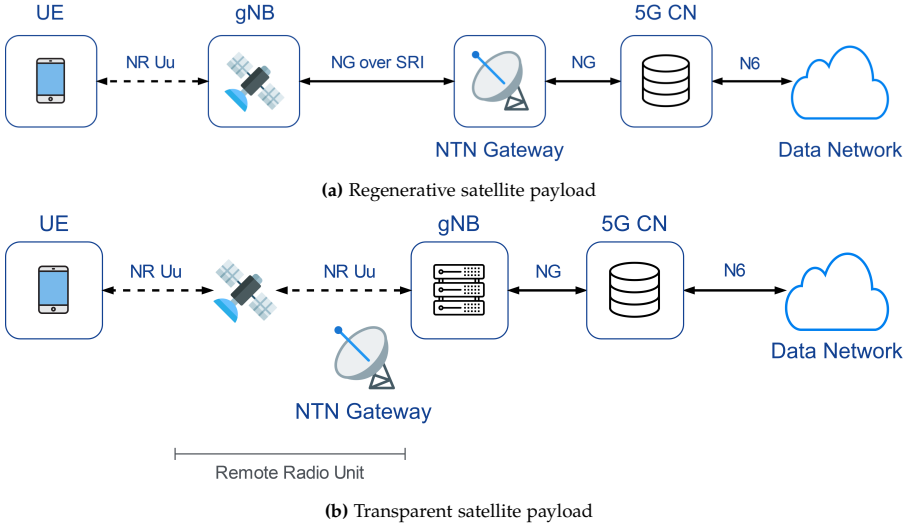 UE
gNB
5G CN
NR Uu
NG over SRI
NG
N6
NTN Gateway
Data Network
(a) Regenerative satellite payload
UE
gNB
5G CN
NR Uu
NR Uu
NG
N6
Data Network
NTN Gateway
Remote Radio Unit
(b) Transparent satellite payload